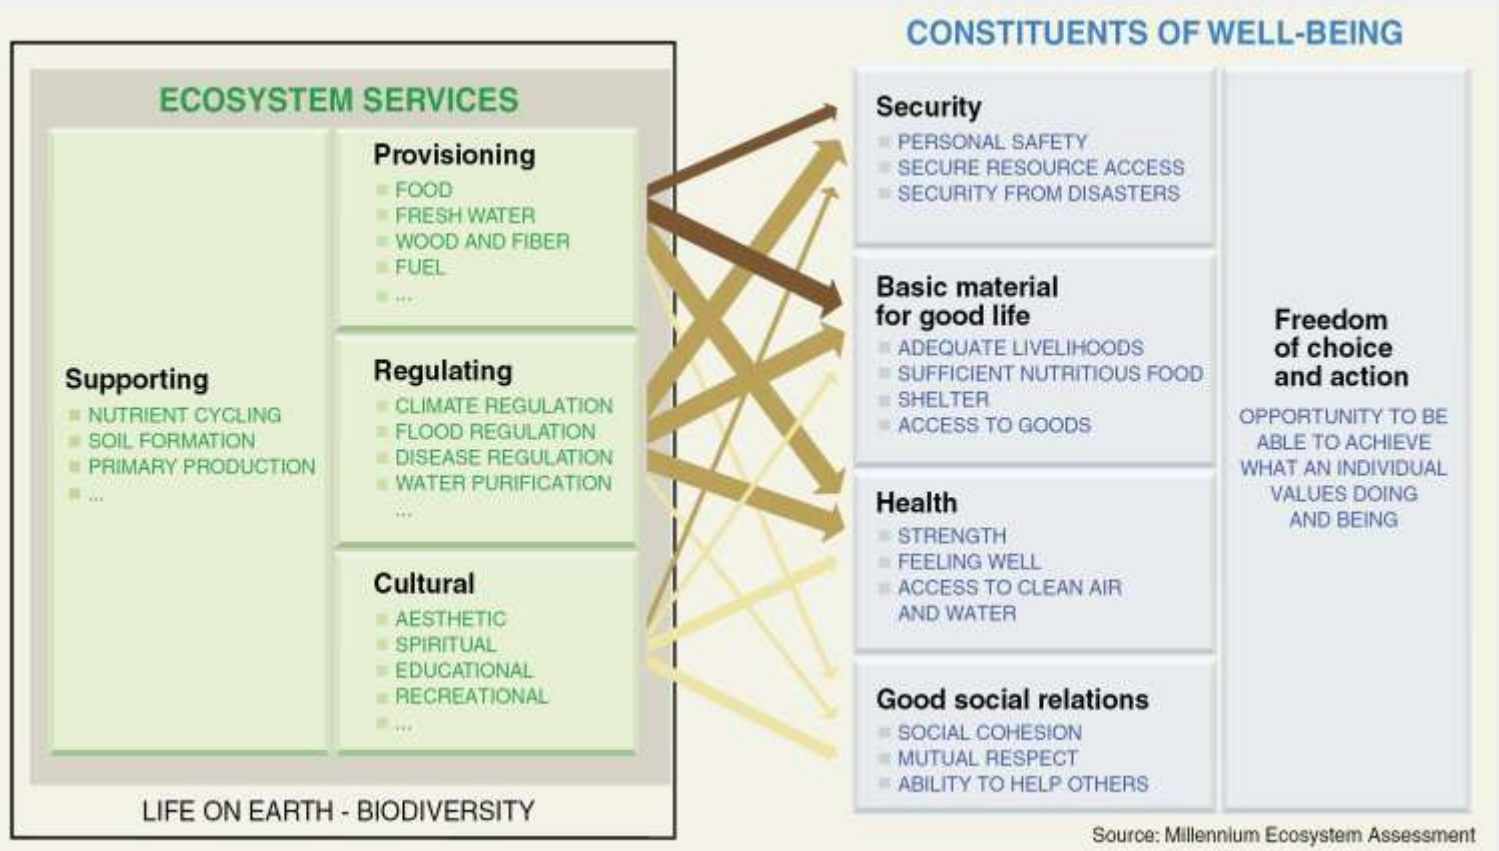 CONSTITUENTS OF WELL-BEING
ECOSYSTEM SERVICES
Supporting
NUTRIENT CYCLING
SOIL FORMATION
PRIMARY PRODUCTION
...
Provisioning
FOOD
FRESH WATER
WOOD AND FIBER
FUEL
...
Regulating
CLIMATE REGULATION
FLOOD REGULATION
DISEASE REGULATION
WATER PURIFICATION
...
Cultural
AESTHETIC
SPIRITUAL
EDUCATIONAL
RECREATIONAL
...
LIFE ON EARTH - BIODIVERSITY
Security
PERSONAL SAFETY
SECURE RESOURCE ACCESS
SECURITY FROM DISASTERS
Basic material
for good life
ADEQUATE LIVELIHOODS
SUFFICIENT NUTRITIOUS FOOD
SHELTER
ACCESS TO GOODS
Health
STRENGTH
FEELING WELL
ACCESS TO CLEAN AIR
AND WATER
Good social relations
SOCIAL COHESION
MUTUAL RESPECT
ABILITY TO HELP OTHERS
Freedom
of choice
and action
OPPORTUNITY TO BE
ABLE TO ACHIEVE
WHAT AN INDIVIDUAL
VALUES DOING
AND BEING
Source: Millennium Ecosystem Assessment